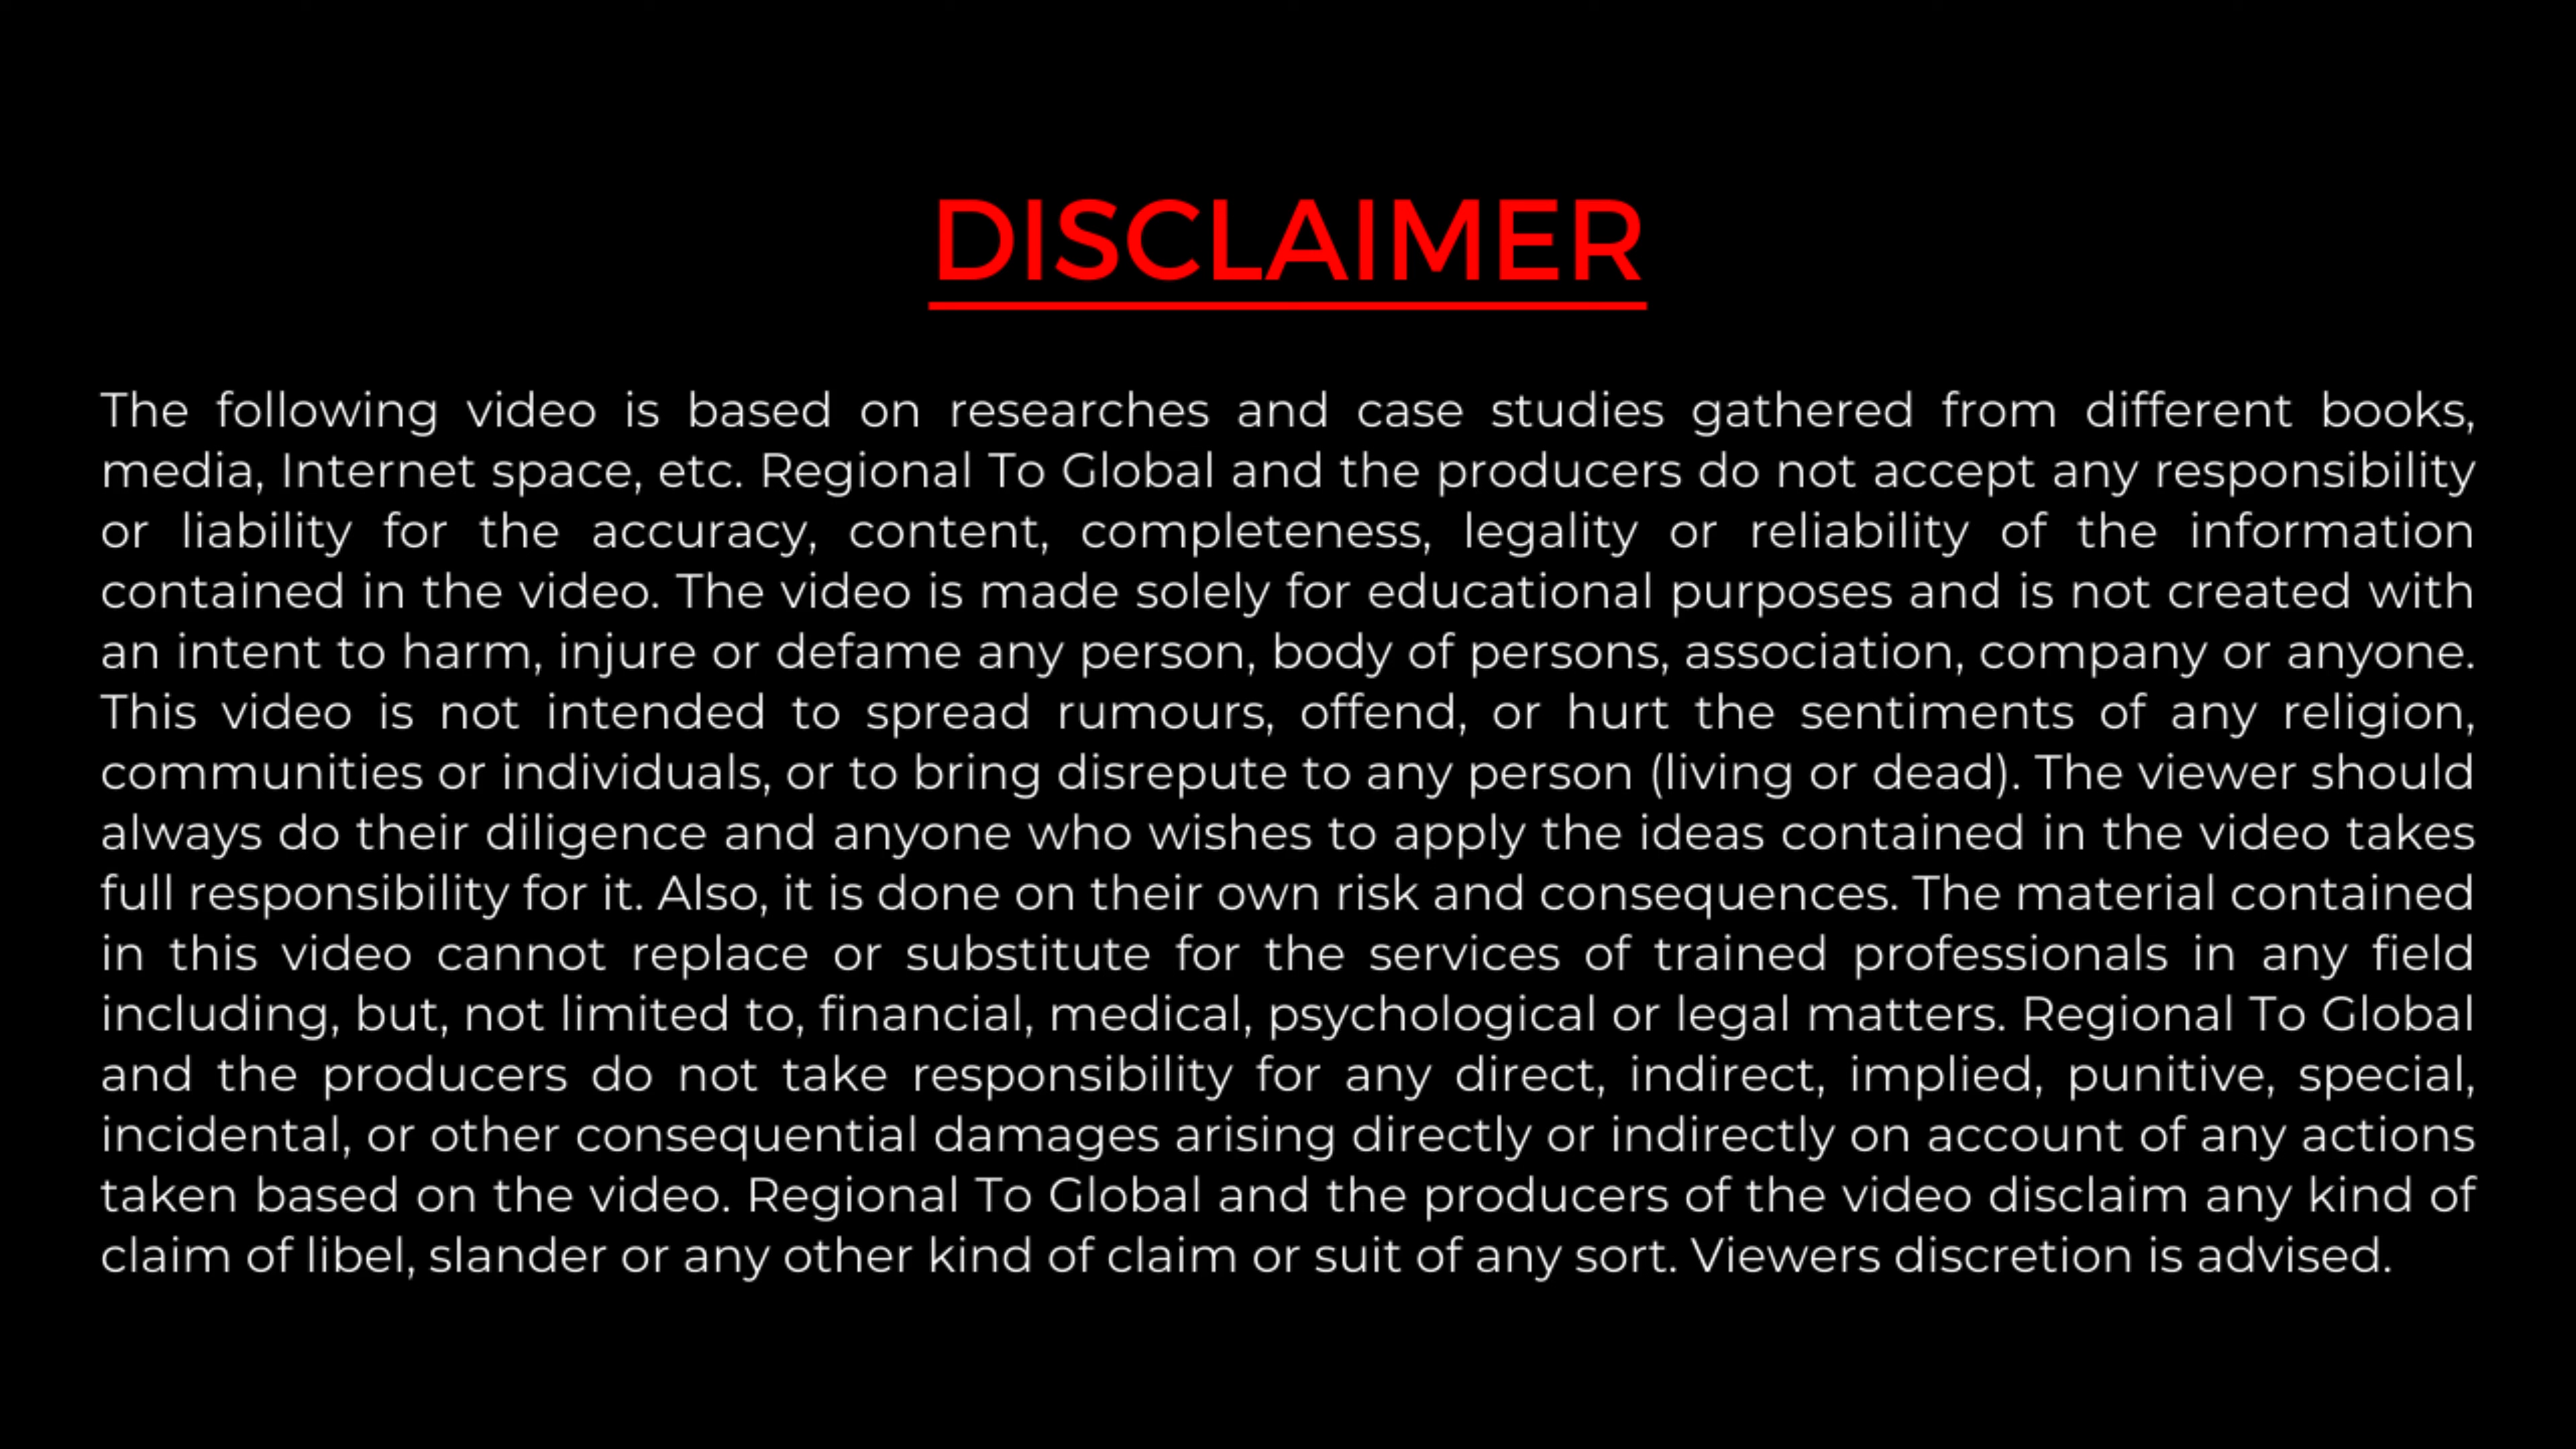 DISCLAIMER
The following video is based on researches and case studies gathered from different books,
media, Internet space, etc. Regional To Global and the producers do not accept any responsibility
or liability for the accuracy, content, completeness, legality or reliability of the information
contained in the video. The video is made solely for educational purposes and is not created with
an intent to harm, injure or defame any person, body of persons, association, company or anyone.
This video is not intended to spread rumours, offend, or hurt the sentiments of any religion,
communities or individuals, or to bring disrepute to any person (living or dead). The viewer should
always do their diligence and anyone who wishes to apply the ideas contained in the video takes
full responsibility for it. Also, it is done on their own risk and consequences. The material contained
in this video cannot replace or substitute for the services of trained professionals in any field
including, but, not limited to, financial, medical, psychological or legal matters. Regional To Global
and the producers do not take responsibility for any direct, indirect, implied, punitive, special,
incidental, or other consequential damages arising directly or indirectly on account of any actions
taken based on the video. Regional To Global and the producers of the video disclaim any kind of
claim of libel, slander or any other kind of claim or suit of any sort. Viewers discretion is advised.